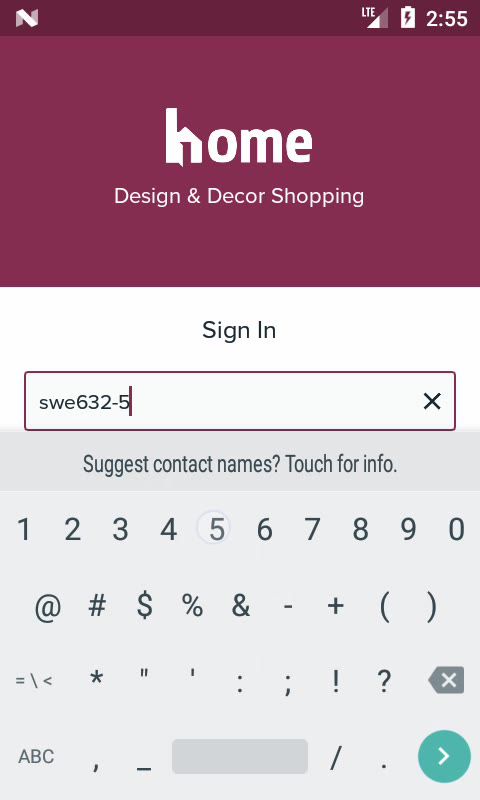 LTE 2:55
home
Design & Decor Shopping
Sign In
swe632-5
Suggest contact names? Touch for info.
1 2 3 4 5 6 7 8 9 0
@ # $ % & - + ( )
= \ < * " ' : ; ! ?
ABC , _ / .